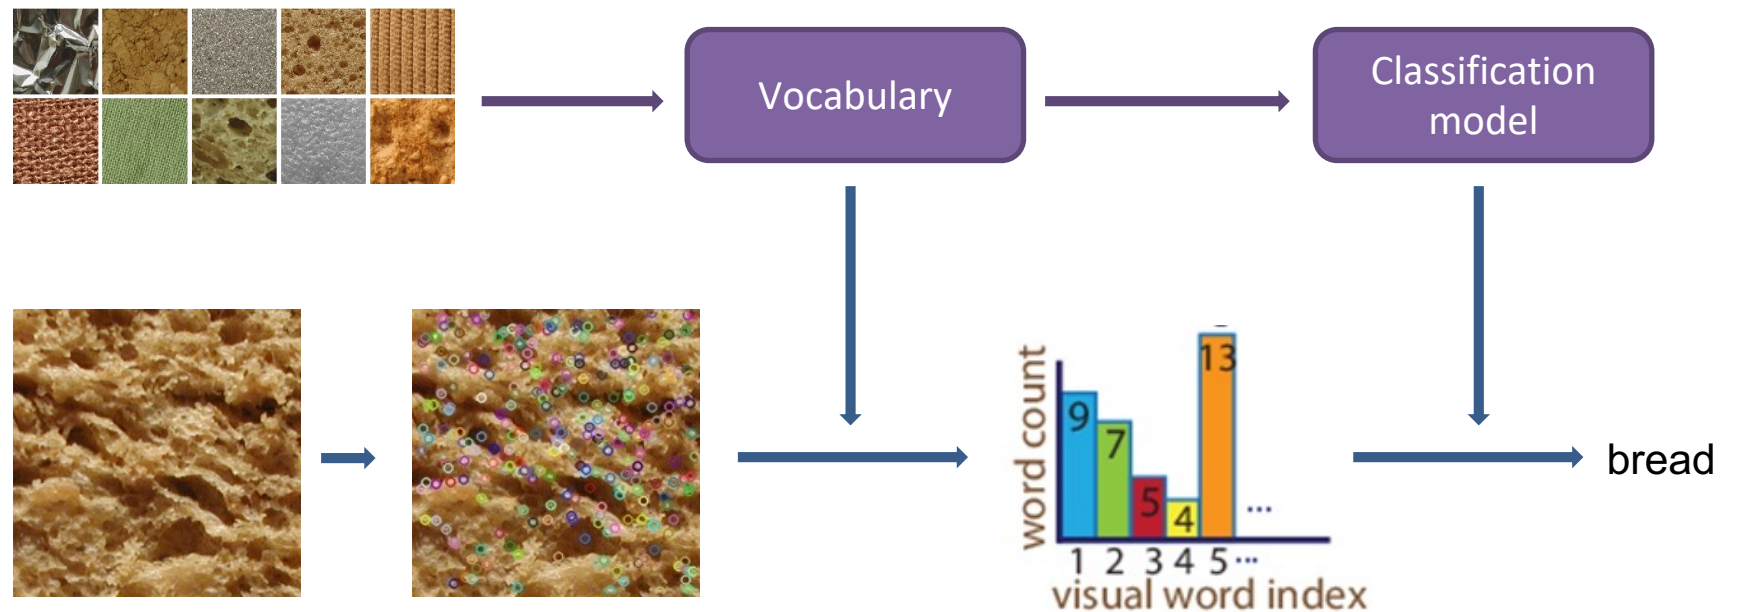 Vocabulary
Classification
model
word count
9
7
5
4
13
...
1 2 3 4 5 ...
visual word index
bread